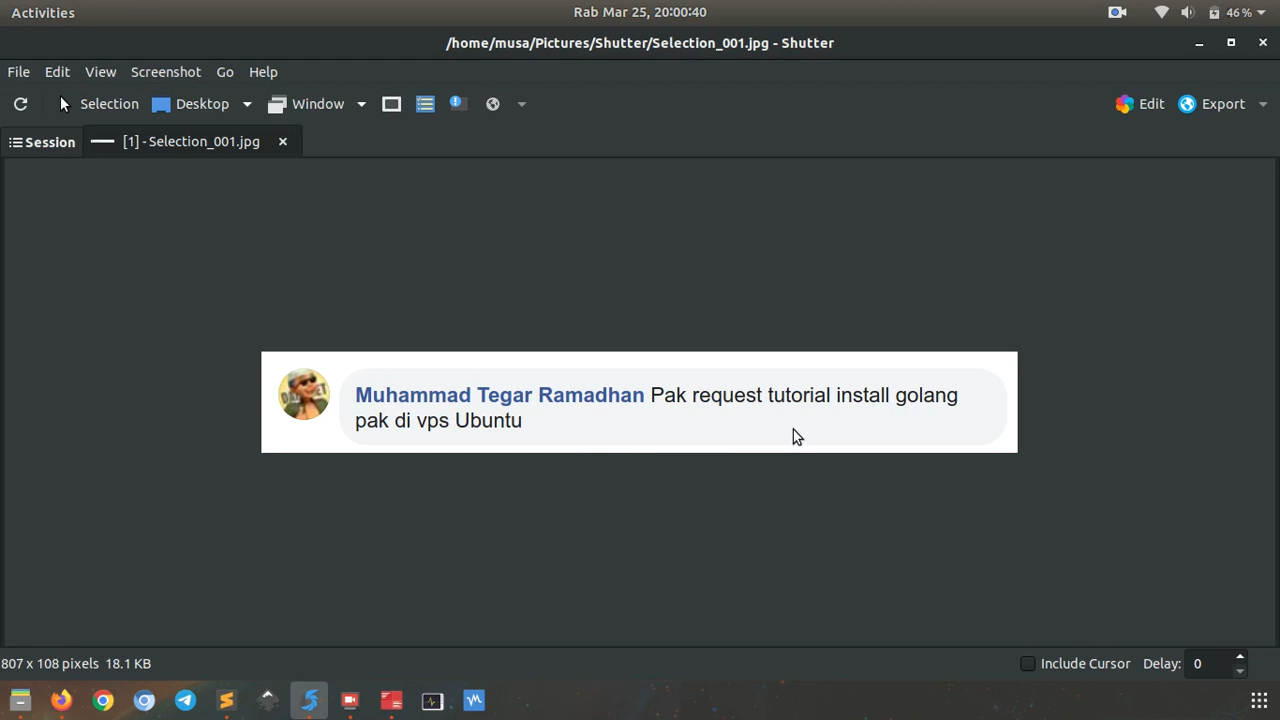 Activities
Rab Mar 25, 20:00:40
46 %
/home/musa/Pictures/Shutter/Selection_001.jpg - Shutter
File Edit View Screenshot Go Help
Selection Desktop Window Edit Export
Session [1] - Selection_001.jpg
Muhammad Tegar Ramadhan Pak request tutorial install golang
pak di vps Ubuntu
807 x 108 pixels 18.1 KB
Include Cursor Delay: 0